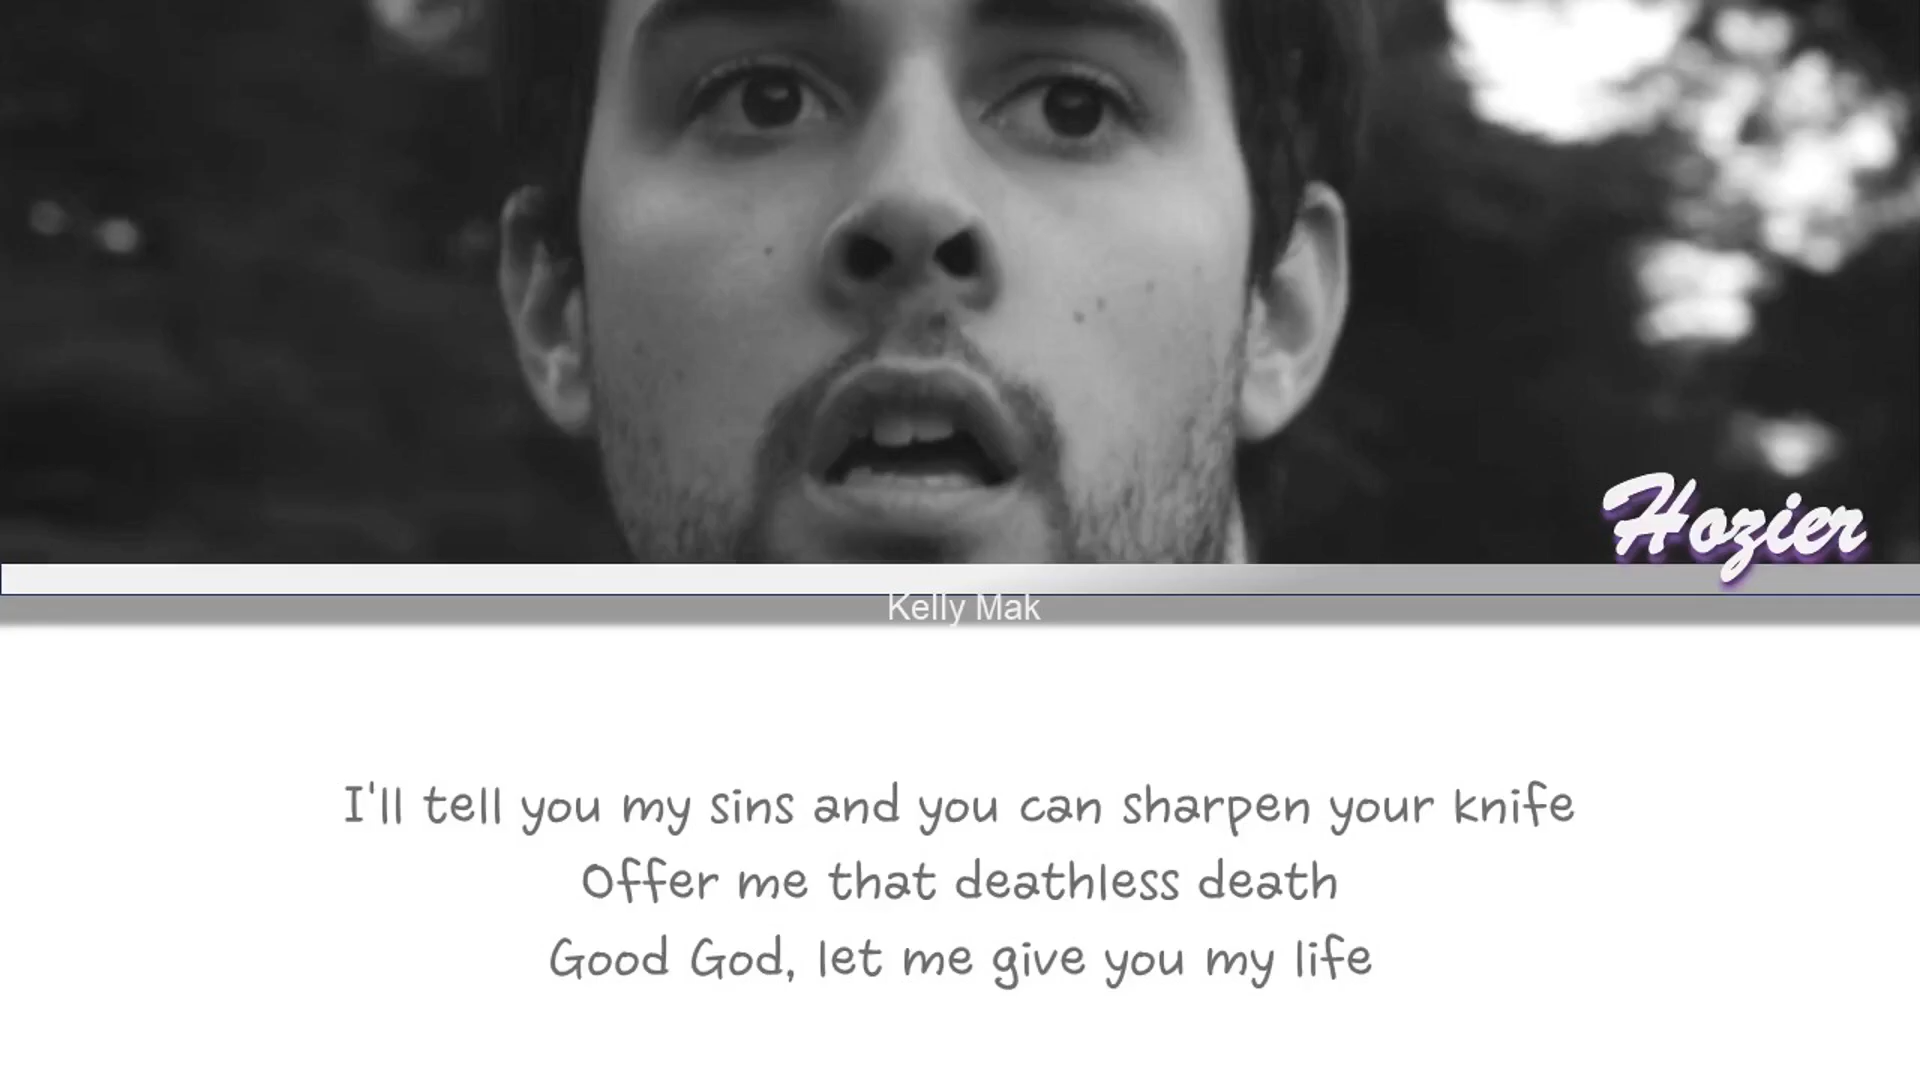 Hozier
Kelly Mak
I'll tell you my sins and you can sharpen your knife
Offer me that deathless death
Good God, let me give you my life